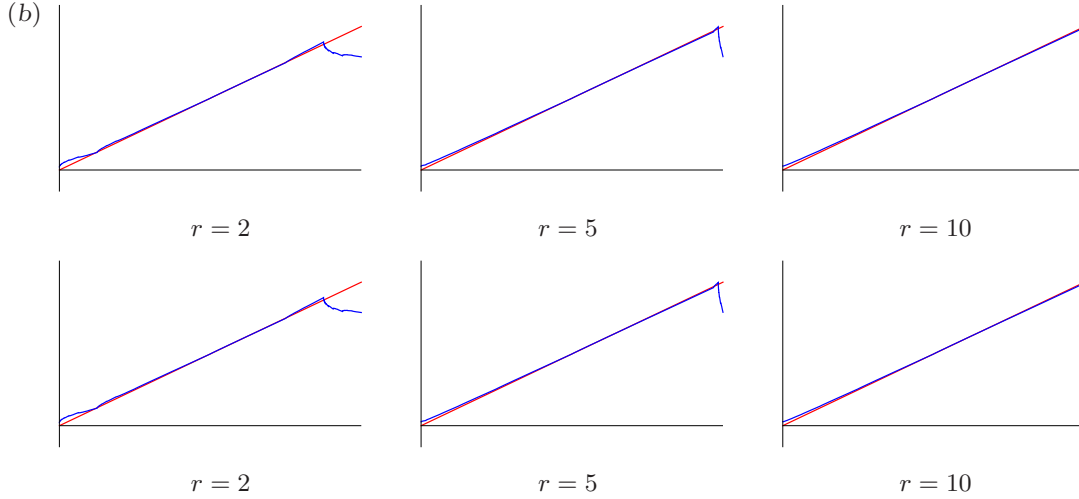 (b)
r = 2 r = 5 r = 10
r = 2 r = 5 r = 10